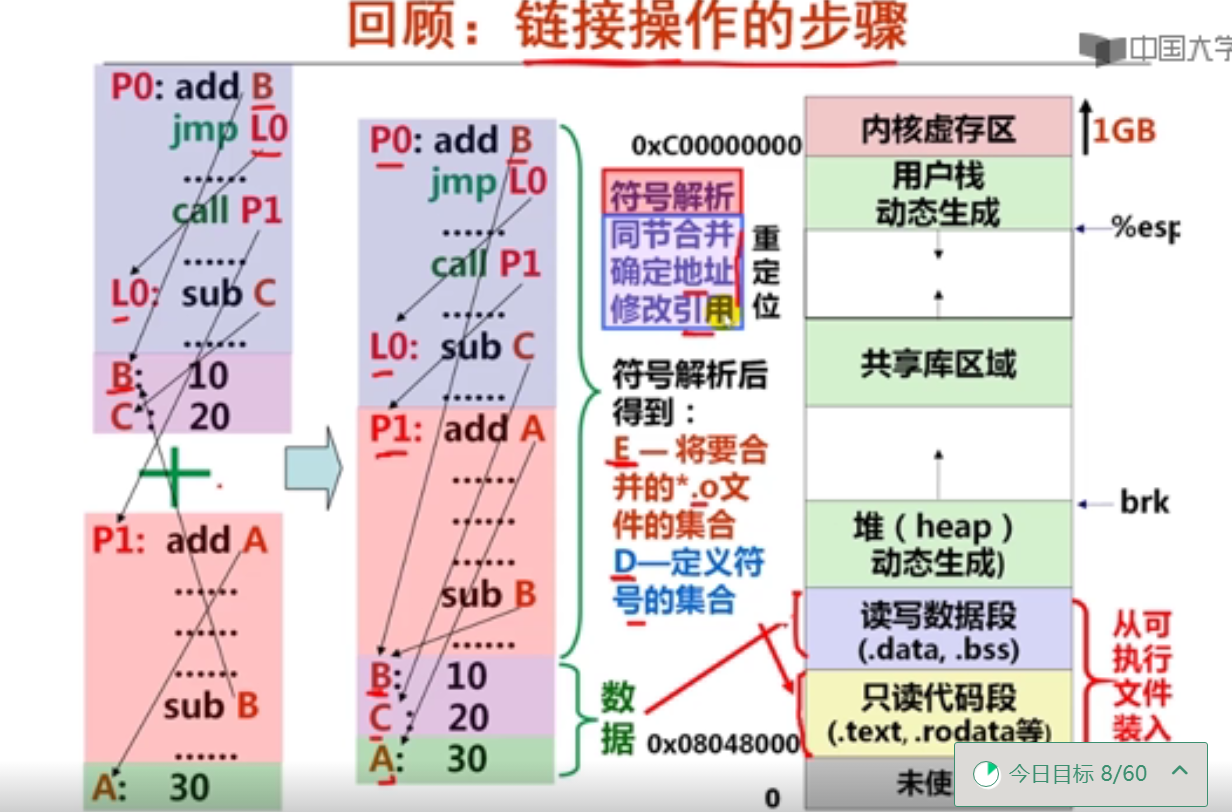 回顾：链接操作的步骤
中国大学
P0: add B
jmp L0
......
call P1
......
L0: sub C
......
B: 10
C: 20
+
P1: add A
......
......
......
sub B
......
A: 30
P0: add B
jmp L0
......
call P1
......
L0: sub C
......
P1: add A
......
......
......
sub B
......
B: 10
C : 20
A: 30
符号解析
同节合并
确定地址
修改引用
重定位
符号解析后
得到：
E — 将要合
并的*.o文
件的集合
D—定义符
号的集合
数据
0xC00000000
内核虚存区
1GB
用户栈
动态生成
%esp
共享库区域
brk
堆（heap）
动态生成)
读写数据段
(.data, .bss)
只读代码段
(.text, .rodata等)
0x08048000
从可
执行
文件
装入
未使
0
今日目标 8/60